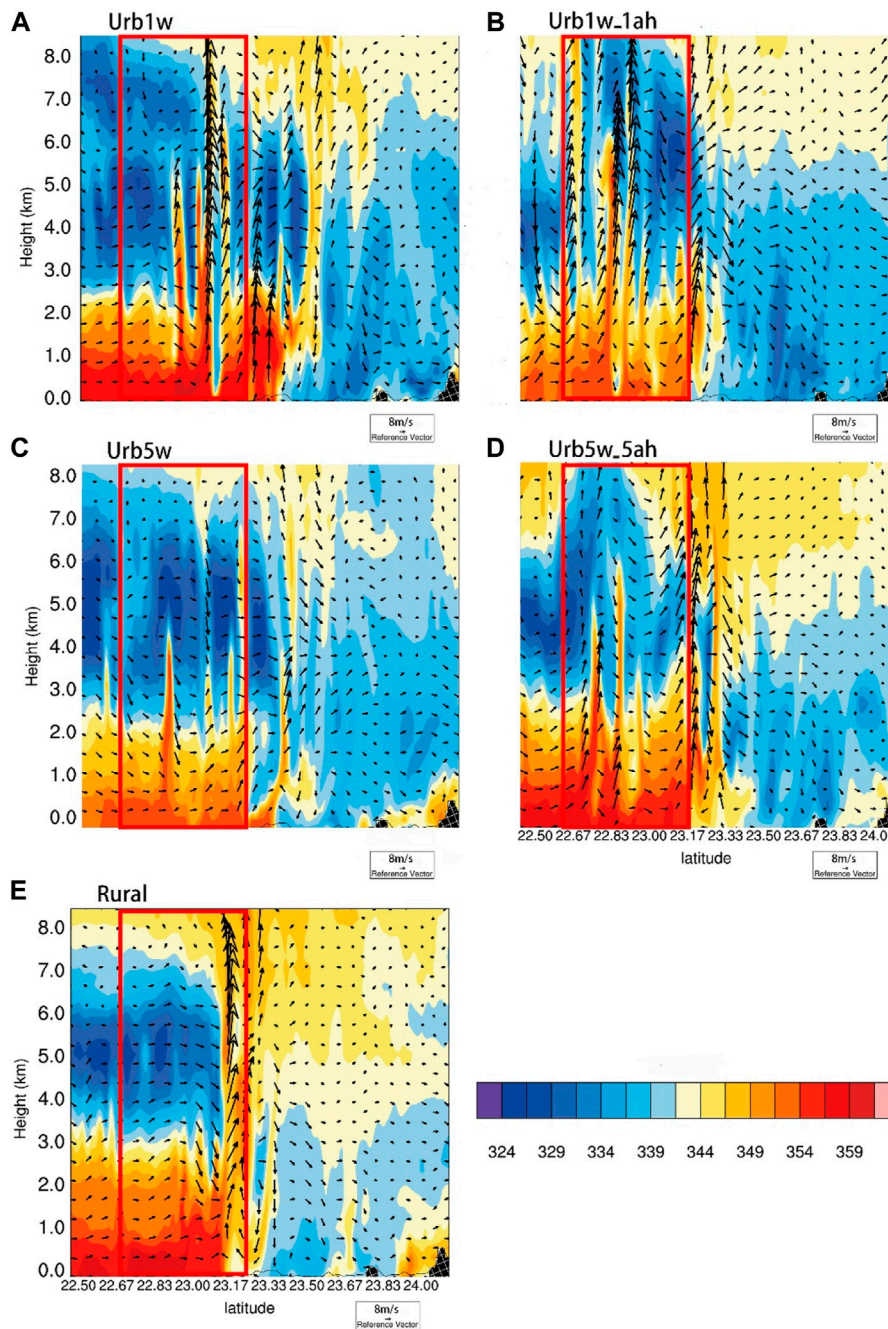 A
Urb1w
B
Urb1w_1ah
8.0
7.0
6.0
5.0
4.0
3.0
2.0
1.0
0.0
Height (km)
8m/s
Reference Vector
8m/s
Reference Vector
C
Urb5w
D
Urb5w_5ah
8.0
7.0
6.0
5.0
4.0
3.0
2.0
1.0
0.0
Height (km)
22.50 22.67 22.83 23.00 23.17 23.33 23.50 23.67 23.83 24.0
latitude
8m/s
Reference Vector
8m/s
Reference Vector
E
Rural
8.0
7.0
6.0
5.0
4.0
3.0
2.0
1.0
0.0
Height (km)
22.50 22.67 22.83 23.00 23.17 23.33 23.50 23.67 23.83 24.00
latitude
8m/s
Reference Vector
324 329 334 339 344 349 354 359